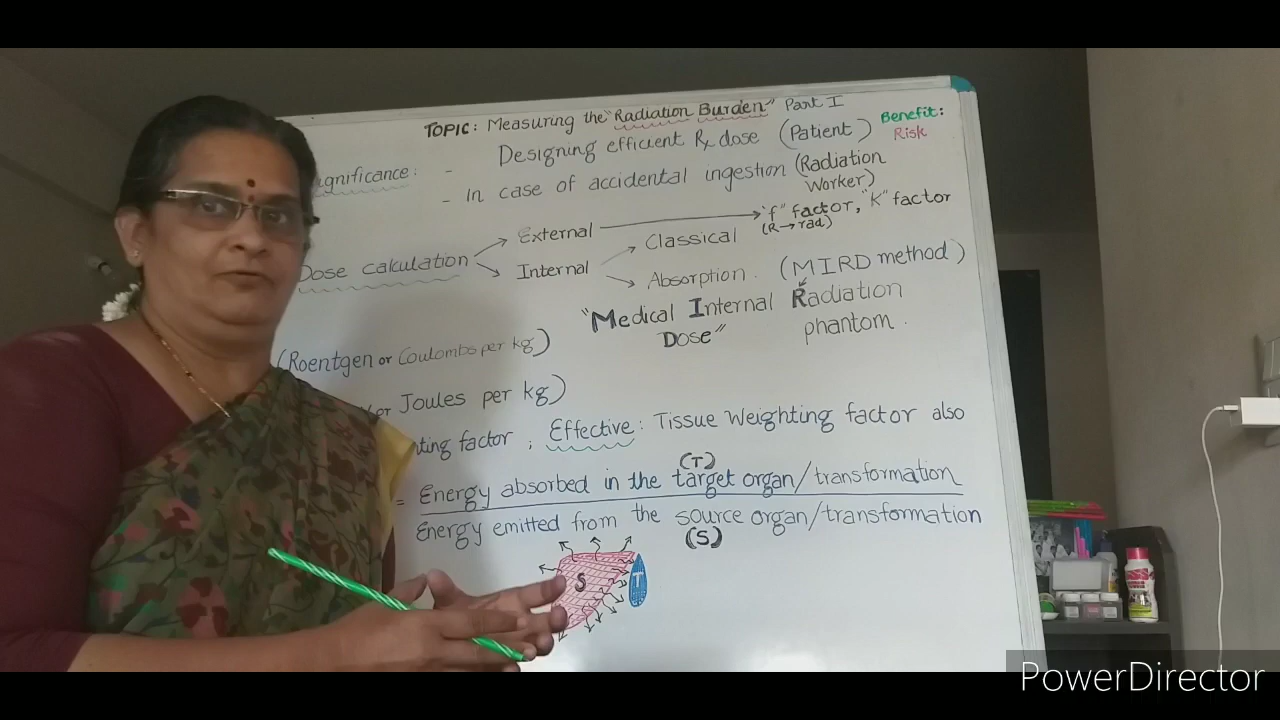 TOPIC: Measuring the "Radiation Burden" Part I
Benefit:
Risk
Designing efficient Rx dose (Patient)
ignificance: -
- In case of accidental ingestion (Radiation
Worker)
External → "f" factor, "K" factor
(R→rad)
Dose calculation
Internal
Classical
Absorption. (MIRD method)
"Medical Internal Radiation
Dose"
phantom.
(Roentgen or Coulombs per kg)
or Joules per kg)
ting factor ; Effective: Tissue Weighting factor also
(T)
= Energy absorbed in the target organ/transformation
Energy emitted from the source organ/transformation
(S)
S
T
PowerDirector